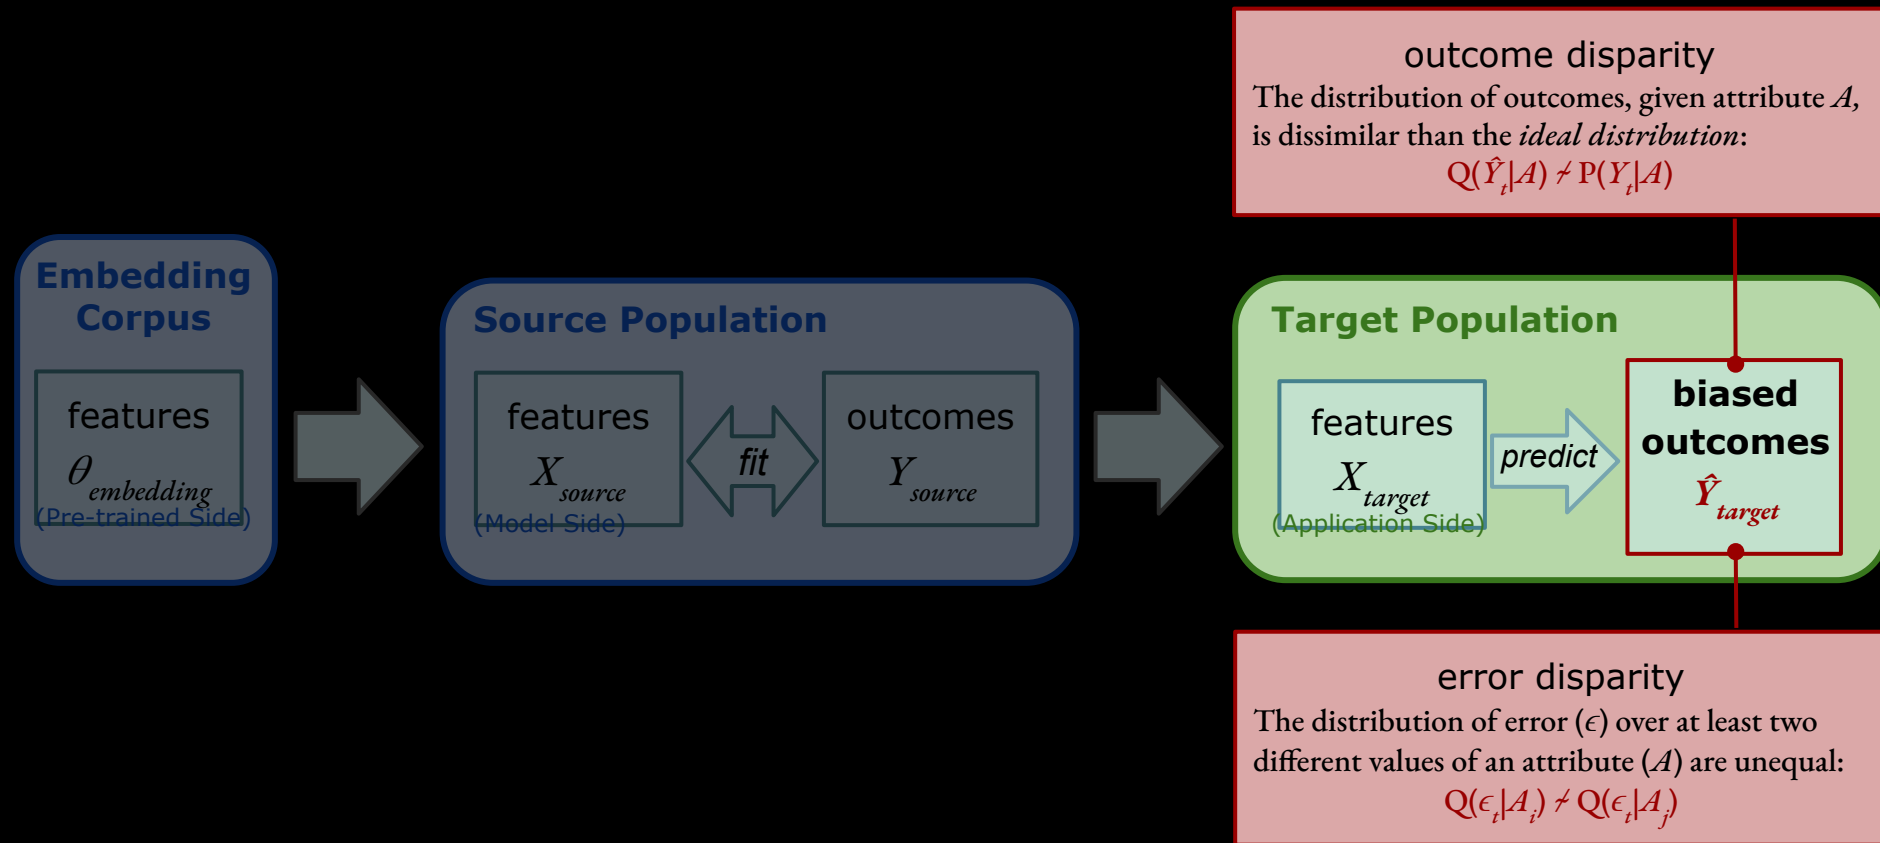 outcome disparity
The distribution of outcomes, given attribute A,
is dissimilar than the ideal distribution:
Q(Ŷt|A) ≁ P(Yt|A)
Embedding
Corpus
features
θembedding
(Pre-trained Side)
Source Population
features
Xsource
(Model Side)
fit
outcomes
Ysource
Target Population
features
Xtarget
(Application Side)
predict
biased
outcomes
Ŷtarget
error disparity
The distribution of error (ϵ) over at least two
different values of an attribute (A) are unequal:
Q(ϵt|Ai) ≁ Q(ϵt|Aj)